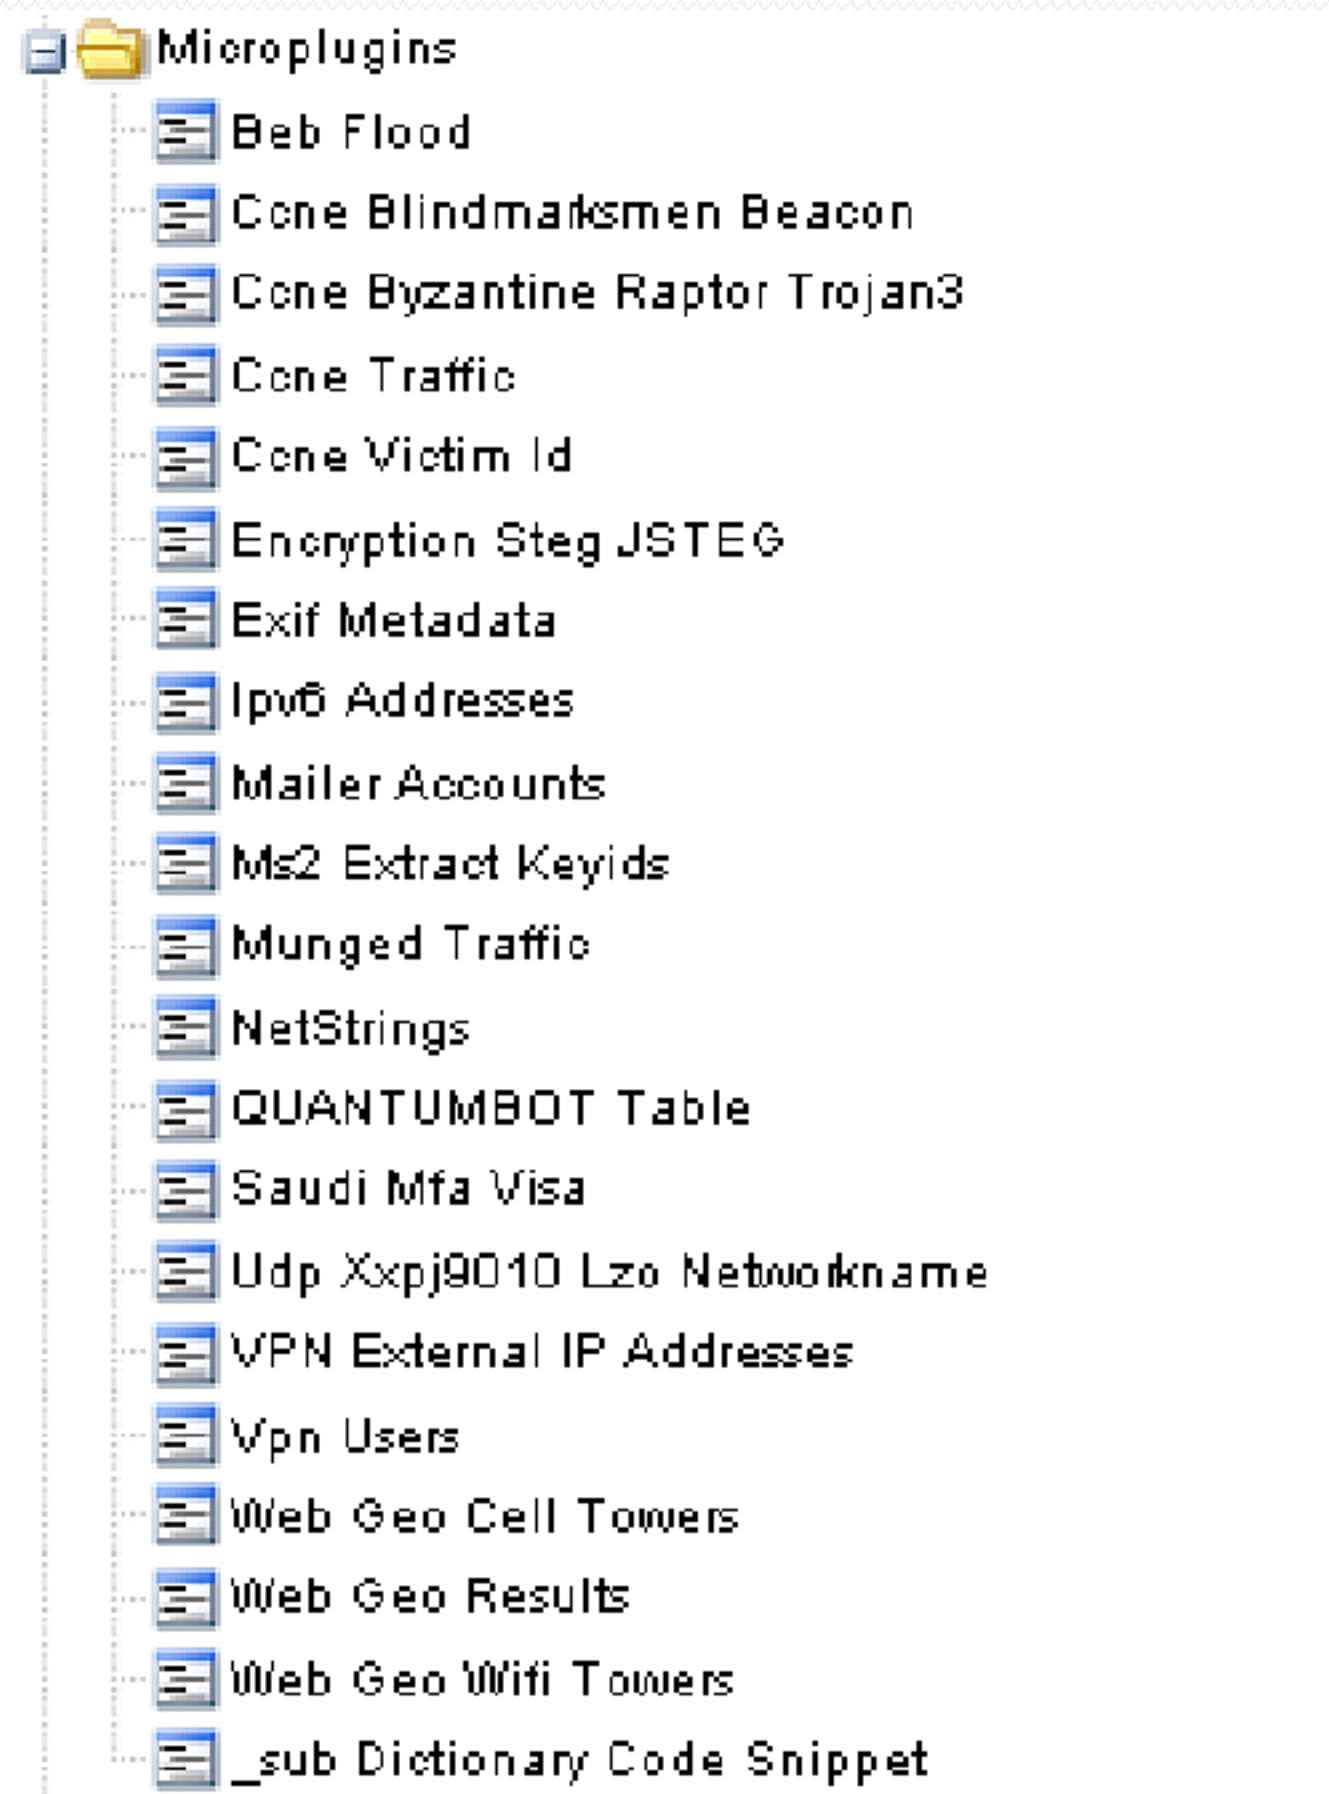 Microplugins
Beb Flood
Ccne Blindmarksmen Beacon
Ccne Byzantine Raptor Trojan3
Ccne Traffic
Ccne Victim Id
Encryption Steg JSTEG
Exif Metadata
Ipv6 Addresses
Mailer Accounts
Ms2 Extract Keyids
Munged Traffic
NetStrings
QUANTUMBOT Table
Saudi Mfa Visa
Udp Xxpj9010 Lzo Networkname
VPN External IP Addresses
Vpn Users
Web Geo Cell Towers
Web Geo Results
Web Geo Wifi Towers
_sub Dictionary Code Snippet